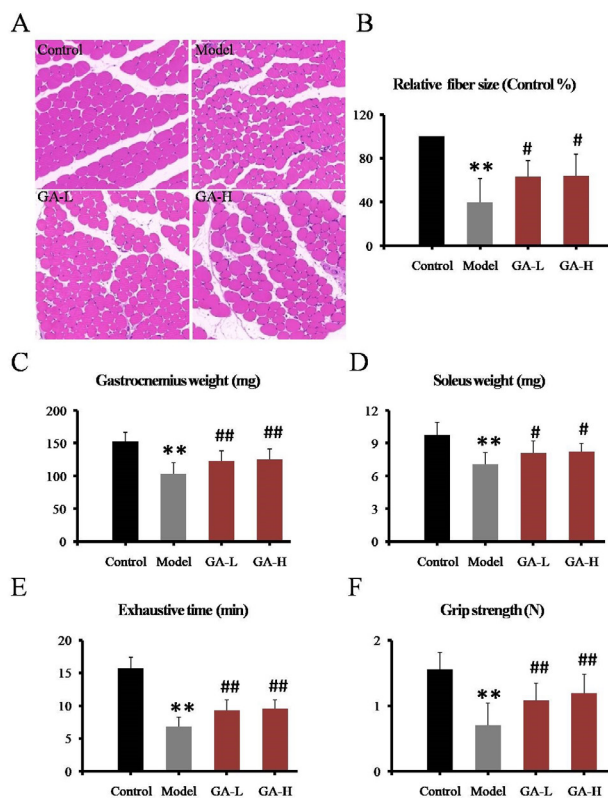 A
Control
Model
GA-L
GA-H
B
Relative fiber size (Control %)
120
80
40
0
**
#
#
Control Model GA-L GA-H
C
Gastrocnemius weight (mg)
200
150
100
50
0
**
##
##
Control Model GA-L GA-H
D
Soleus weight (mg)
12
9
6
3
0
**
#
#
Control Model GA-L GA-H
E
Exhaustive time (min)
20
15
10
5
0
**
##
##
Control Model GA-L GA-H
F
Grip strength (N)
2
1
0
**
##
##
Control Model GA-L GA-H